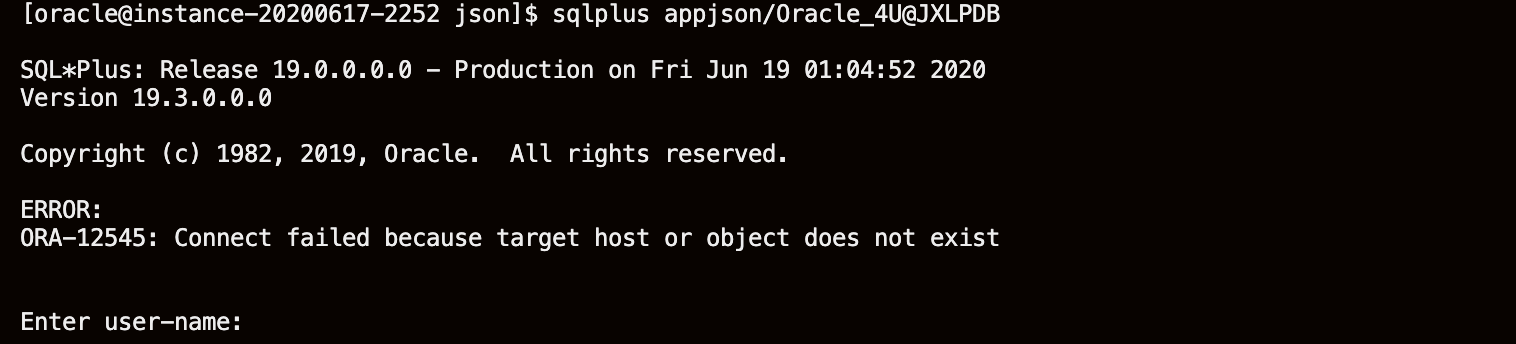 [oracle@instance-20200617-2252 json]$ sqlplus appjson/Oracle_4U@JXLPDB
SQL*Plus: Release 19.0.0.0.0 - Production on Fri Jun 19 01:04:52 2020
Version 19.3.0.0.0
Copyright (c) 1982, 2019, Oracle.  All rights reserved.
ERROR:
ORA-12545: Connect failed because target host or object does not exist
Enter user-name: